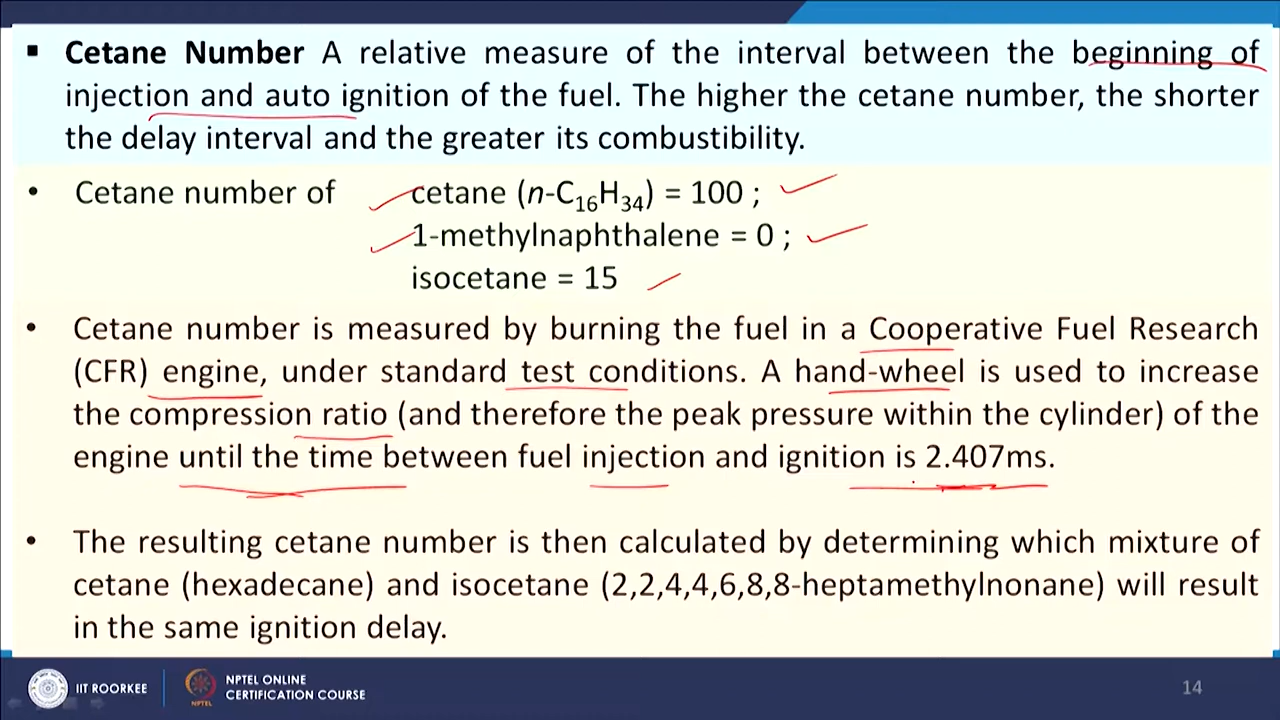 ▪ Cetane Number A relative measure of the interval between the beginning of
injection and auto ignition of the fuel. The higher the cetane number, the shorter
the delay interval and the greater its combustibility.
• Cetane number of cetane (n-C₁₆H₃₄) = 100 ;
1-methylnaphthalene = 0 ;
isocetane = 15
• Cetane number is measured by burning the fuel in a Cooperative Fuel Research
(CFR) engine, under standard test conditions. A hand-wheel is used to increase
the compression ratio (and therefore the peak pressure within the cylinder) of the
engine until the time between fuel injection and ignition is 2.407ms.
• The resulting cetane number is then calculated by determining which mixture of
cetane (hexadecane) and isocetane (2,2,4,4,6,8,8-heptamethylnonane) will result
in the same ignition delay.
IIT ROORKEE
NPTEL ONLINE
CERTIFICATION COURSE
14